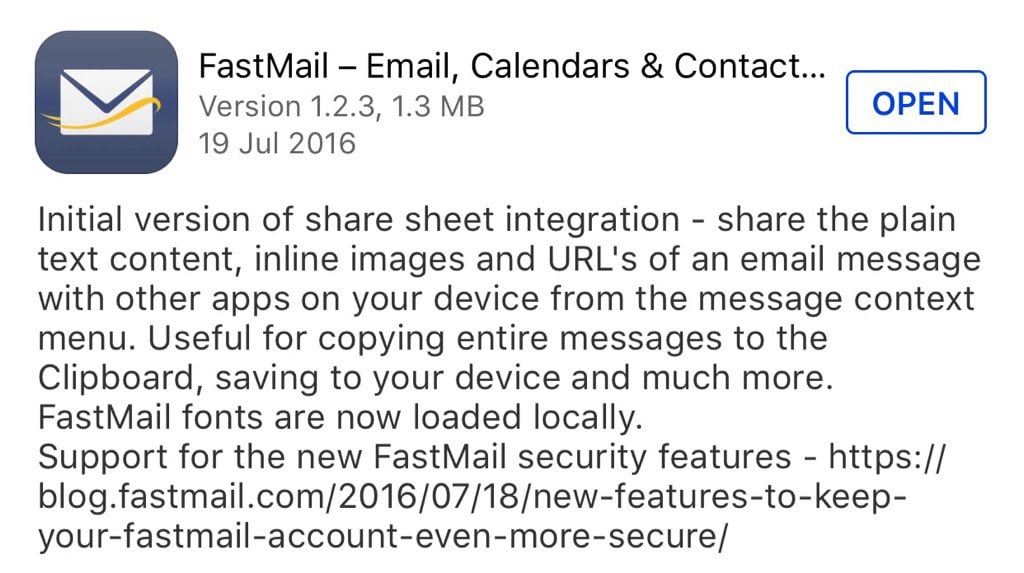 FastMail – Email, Calendars & Contact...
Version 1.2.3, 1.3 MB
19 Jul 2016
OPEN
Initial version of share sheet integration - share the plain
text content, inline images and URL's of an email message
with other apps on your device from the message context
menu. Useful for copying entire messages to the
Clipboard, saving to your device and much more.
FastMail fonts are now loaded locally.
Support for the new FastMail security features - https://
blog.fastmail.com/2016/07/18/new-features-to-keep-
your-fastmail-account-even-more-secure/